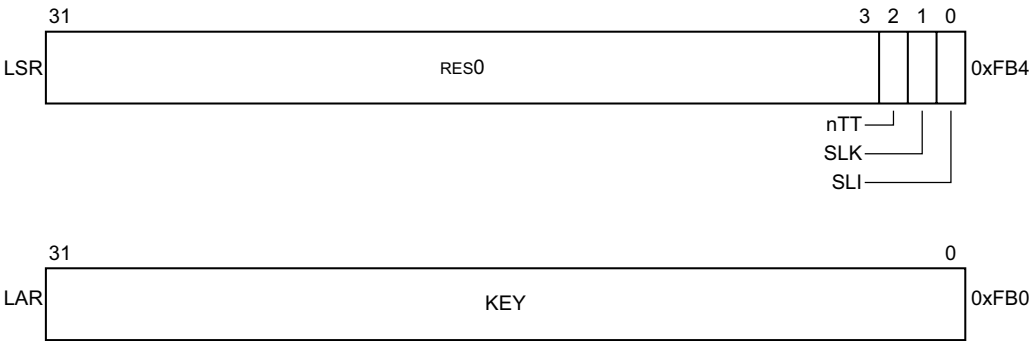 31 3 2 1 0
LSR RES0 0xFB4
nTT
SLK
SLI
31 0
LAR KEY 0xFB0